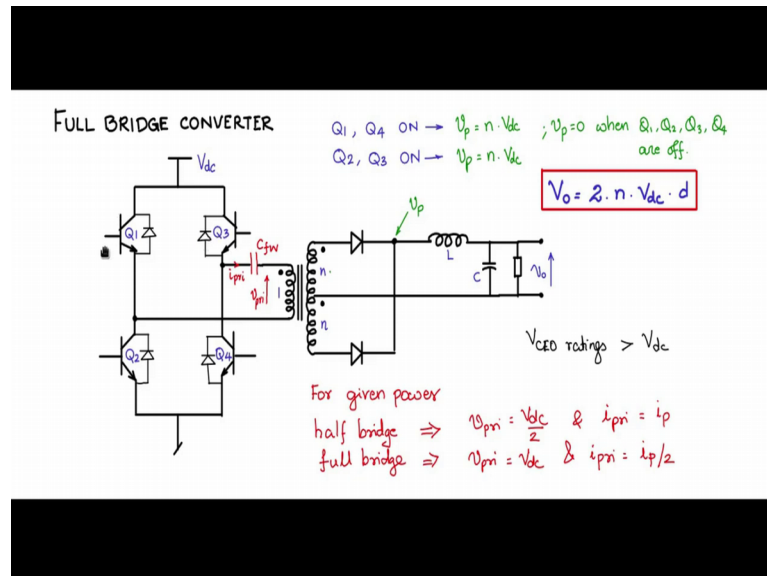 FULL BRIDGE CONVERTER
Q1, Q4 ON → Vp = n·Vdc ; Vp=0 when Q1, Q2, Q3, Q4 are off.
Q2, Q3 ON → Vp = n·Vdc
Vo = 2·n·Vdc·d
Vdc
Q1
Q3
Cfw
ipri
vpri
1
n
n
vp
L
C
vo
Q2
Q4
VCEO ratings > Vdc
For given power
half bridge ⇒ vpri = Vdc/2 & ipri = ip
full bridge ⇒ vpri = Vdc & ipri = ip/2